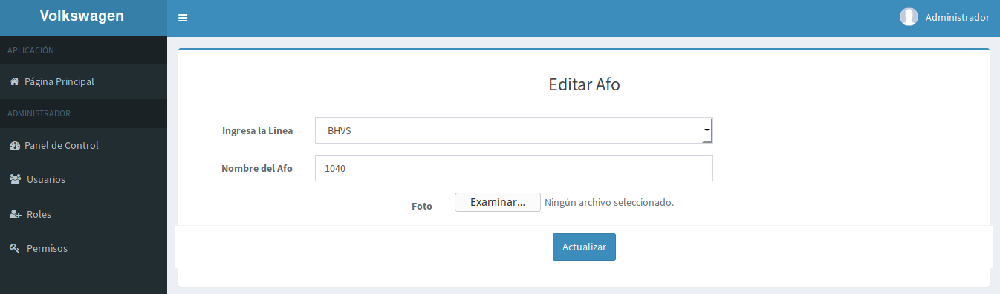 Volkswagen
Administrador
APLICACIÓN
Página Principal
ADMINISTRADOR
Panel de Control
Usuarios
Roles
Permisos
Editar Afo
Ingresa la Linea
BHVS
Nombre del Afo
1040
Foto
Examinar... Ningún archivo seleccionado.
Actualizar